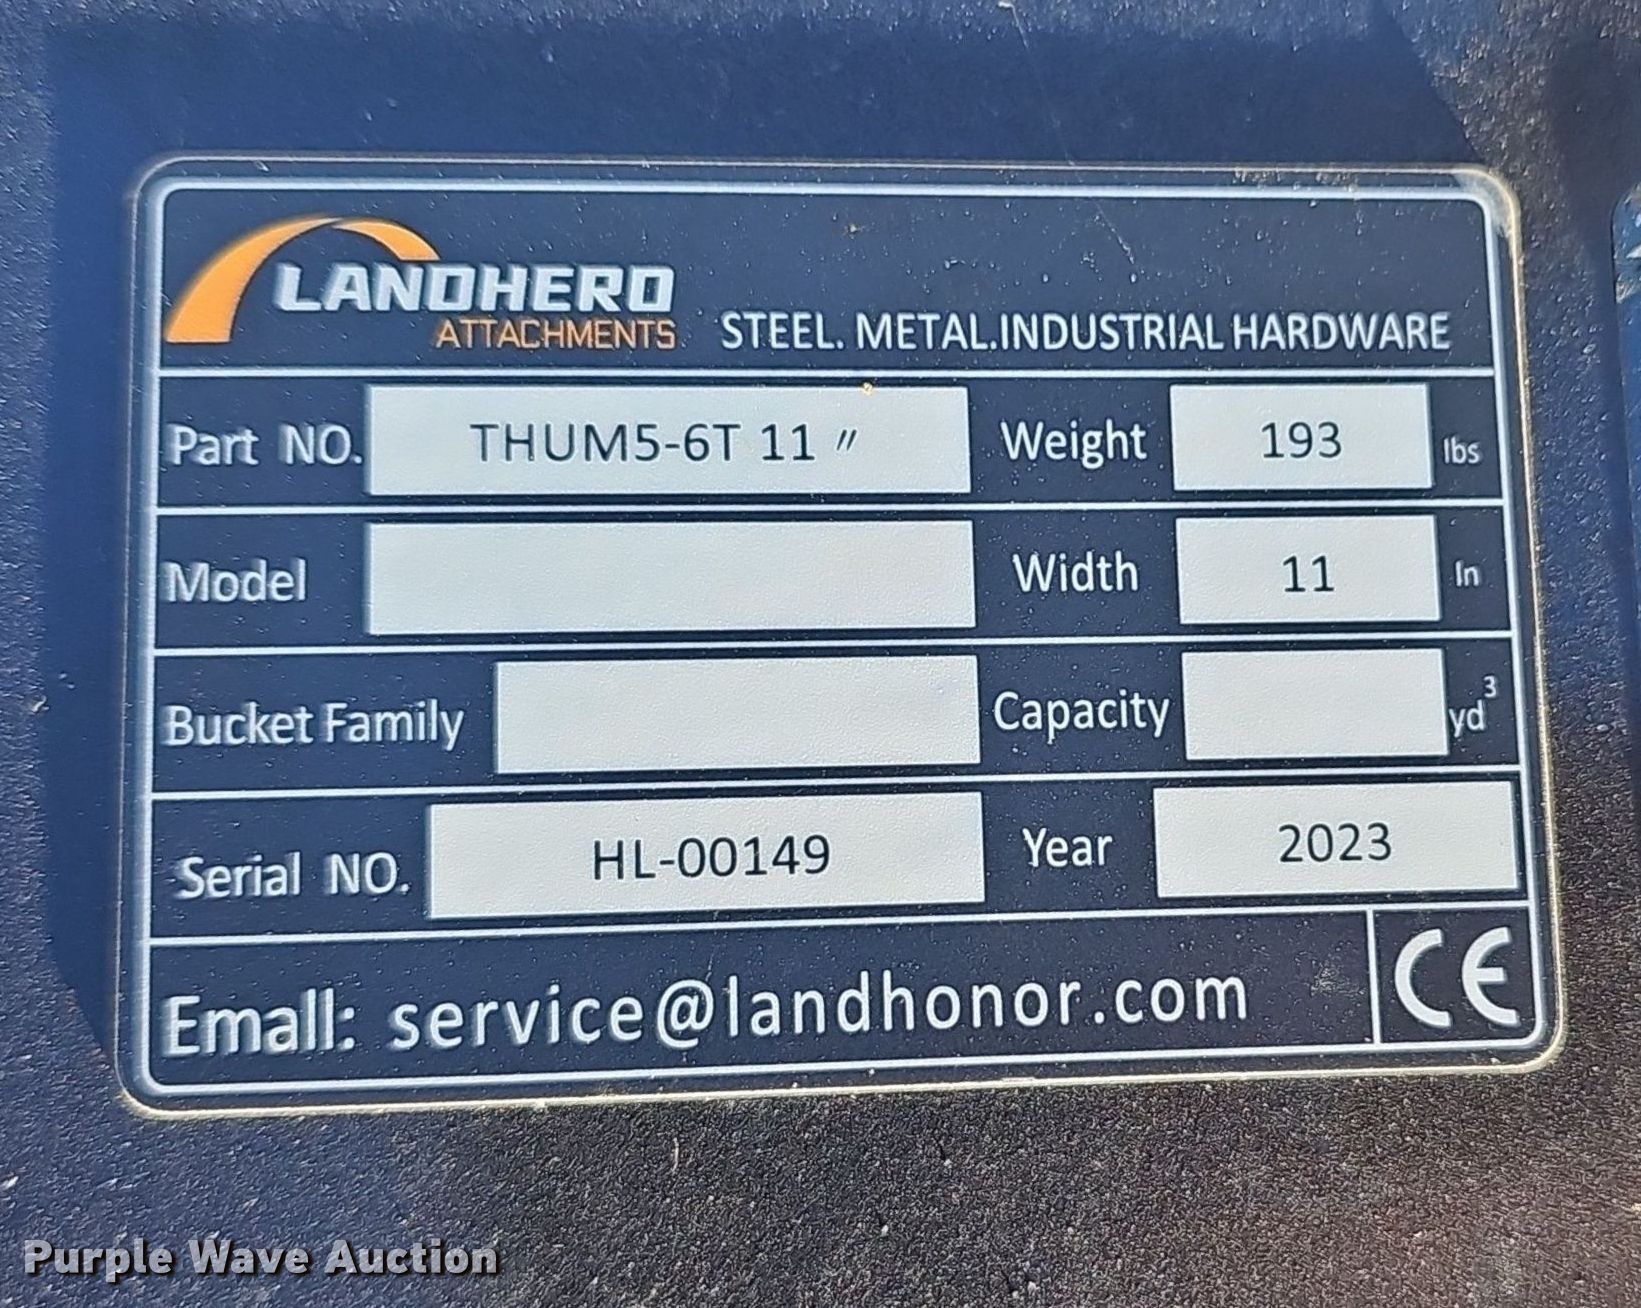 LANDHERO
ATTACHMENTS STEEL. METAL.INDUSTRIAL HARDWARE
Part NO. THUM5-6T 11 〃 Weight 193 lbs
Model Width 11 In
Bucket Family Capacity yd³
Serial NO. HL-00149 Year 2023
Emall: service@landhonor.com CE
Purple Wave Auction